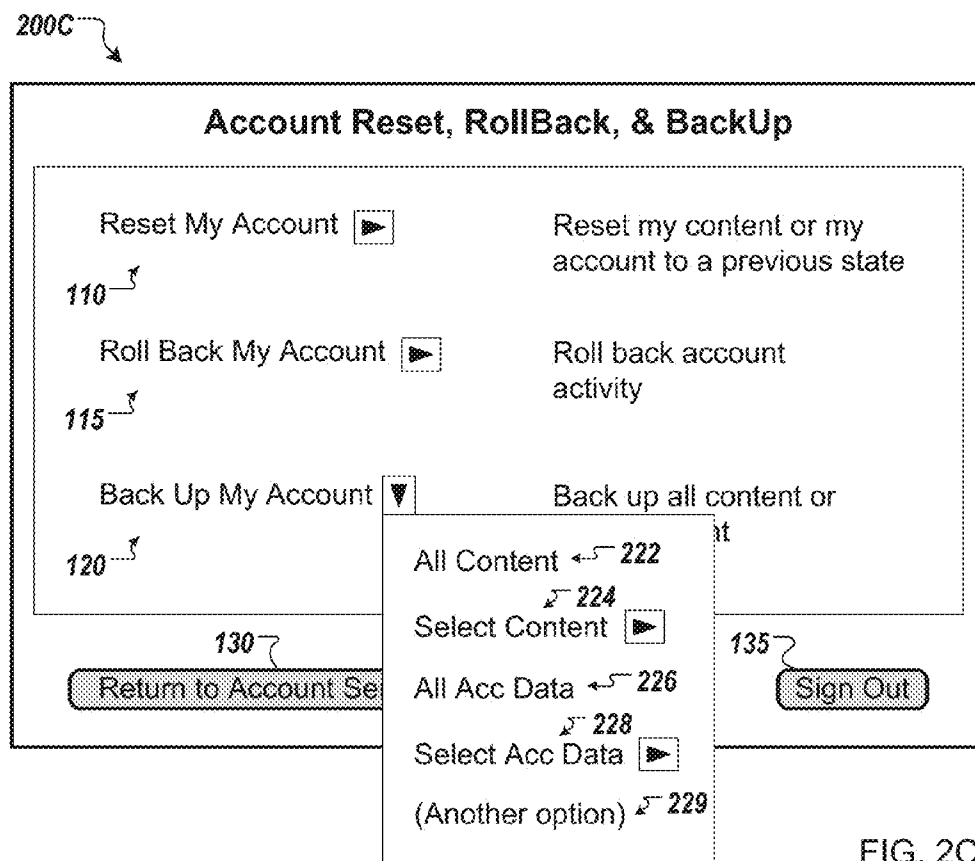 200C
Account Reset, RollBack, & BackUp
Reset My Account
Reset my content or my
account to a previous state
110
Roll Back My Account
Roll back account
activity
115
Back Up My Account
Back up all content or
120
All Content
222
224
Select Content
130
Return to Account
All Acc Data
226
135
Sign Out
228
Select Acc Data
(Another option)
229
FIG. 2C